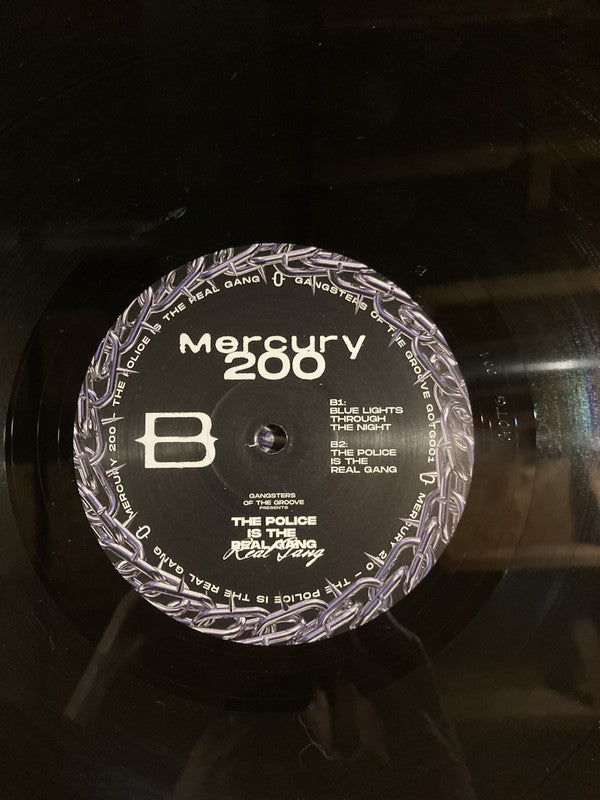 Mercury
200
B
B1:
BLUE LIGHTS
THROUGH
THE NIGHT
B2:
THE POLICE
IS THE
REAL GANG
GANGSTERS
OF THE GROOVE
PRESENTS
THE POLICE
IS THE
REAL GANG
Real Gang
MERCURY 200 - THE POLICE IS THE REAL GANG
GANGSTERS OF THE GROOVE GOTG001
MERCURY 200 - THE POLICE IS THE REAL GANG